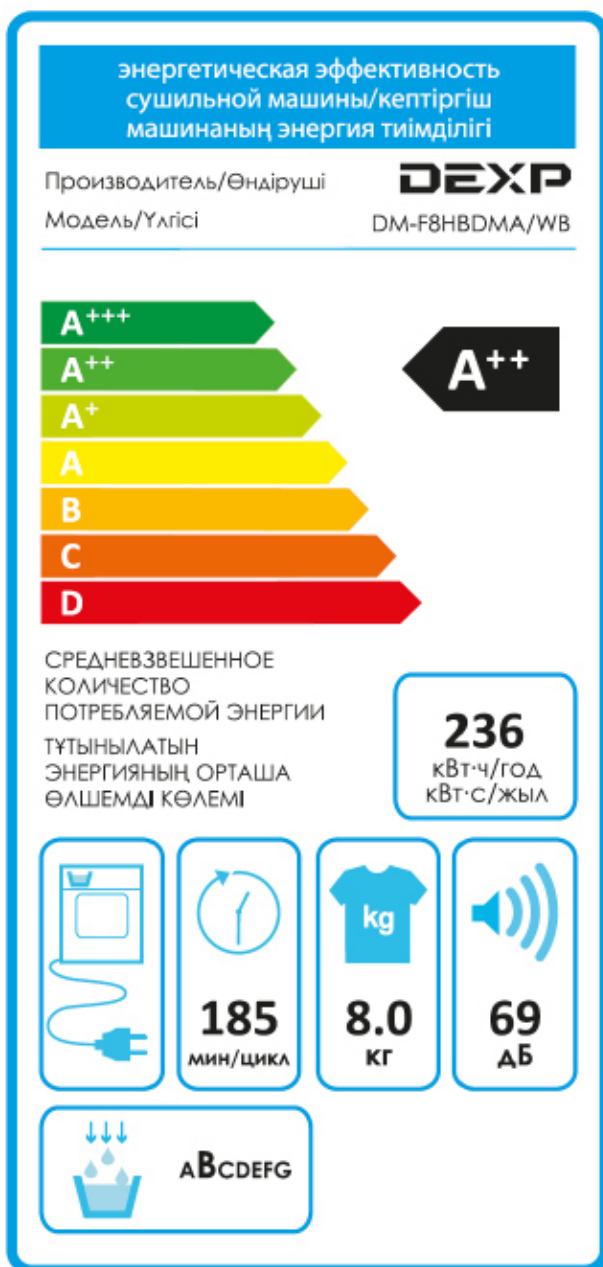 энергетическая эффективность
сушильной машины/кептіргіш
машинаның энергия тиімділігі
Производитель/Өндіруші DEXP
Модель/Үлгісі DM-F8HBDMA/WB
A+++
A++ A++
A+
A
B
C
D
СРЕДНЕВЗВЕШЕННОЕ
КОЛИЧЕСТВО
ПОТРЕБЛЯЕМОЙ ЭНЕРГИИ
ТҰТЫНЫЛАТЫН
ЭНЕРГИЯНЫҢ ОРТАША
ӨЛШЕМДІ КӨЛЕМІ
236
кВт·ч/год
кВт·с/жыл
kg
185 8.0 69
мин/цикл кг дБ
ABCDEFG